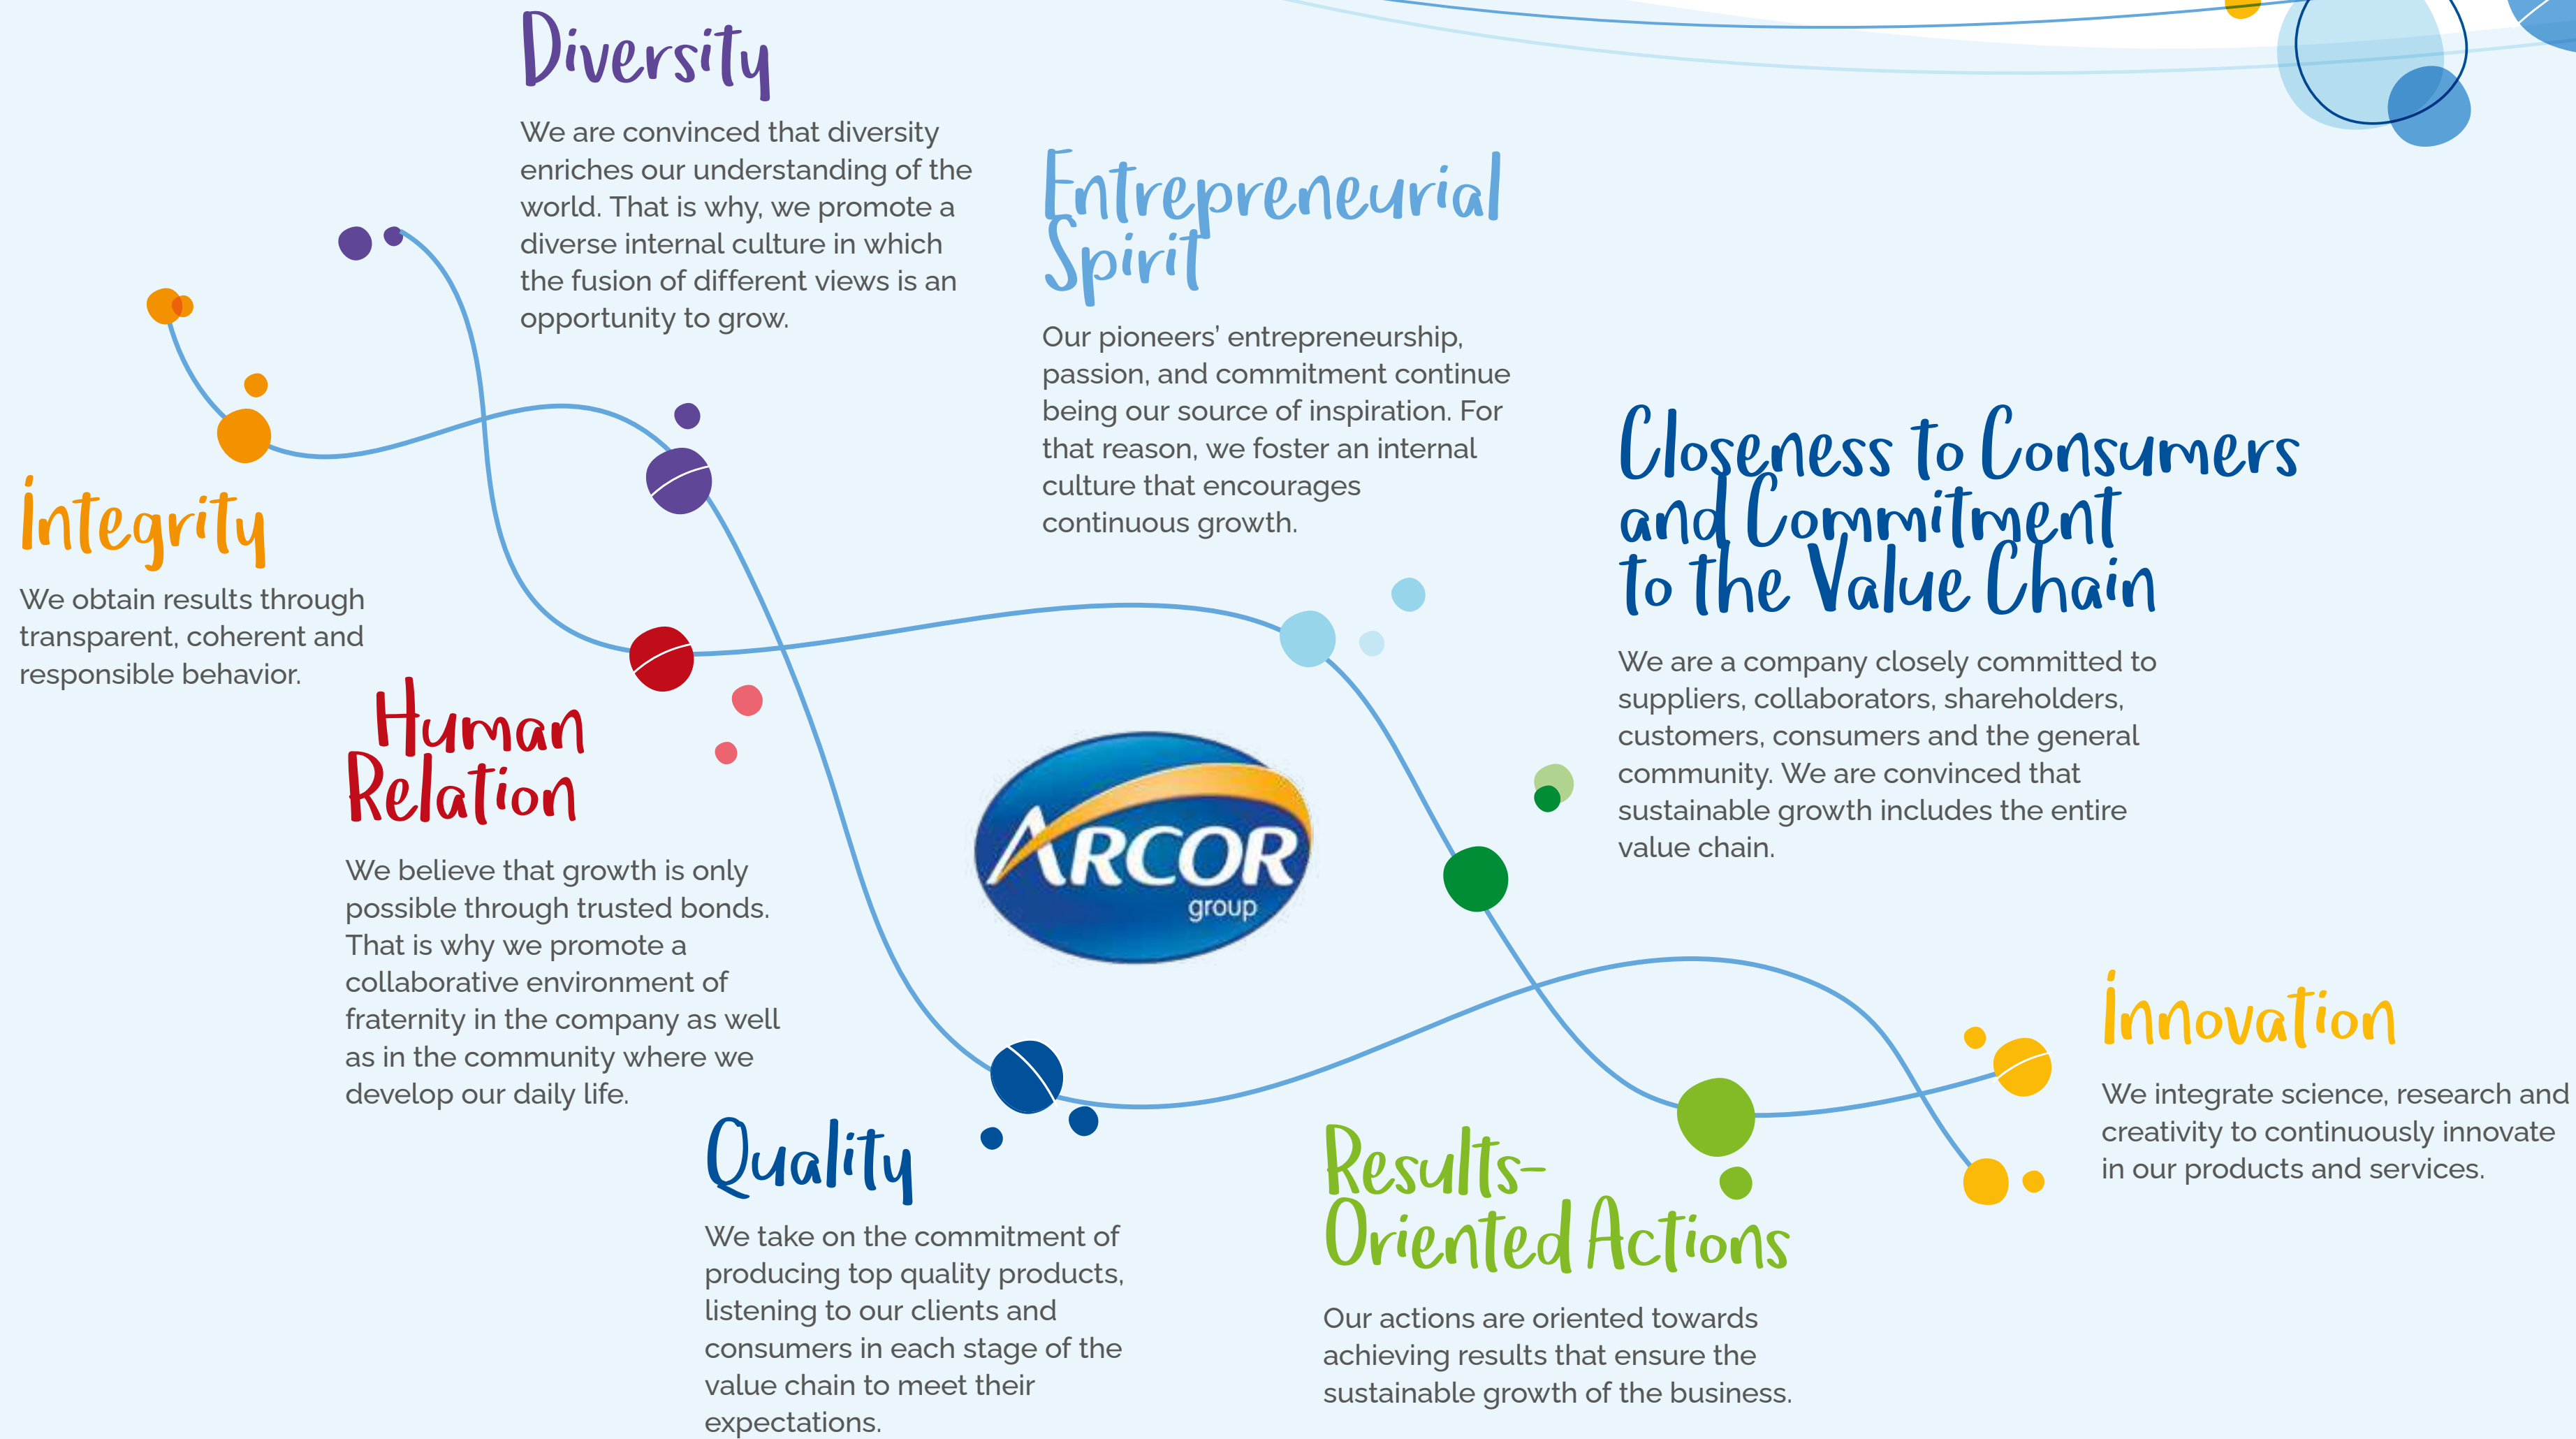 Diversity
We are convinced that diversity
enriches our understanding of the
world. That is why, we promote a
diverse internal culture in which
the fusion of different views is an
opportunity to grow.
Entrepreneurial
Spirit
Our pioneers’ entrepreneurship,
passion, and commitment continue
being our source of inspiration. For
that reason, we foster an internal
culture that encourages
continuous growth.
Closeness to Consumers
and Commitment
to the Value Chain
We are a company closely committed to
suppliers, collaborators, shareholders,
customers, consumers and the general
community. We are convinced that
sustainable growth includes the entire
value chain.
Integrity
We obtain results through
transparent, coherent and
responsible behavior.
Human
Relation
We believe that growth is only
possible through trusted bonds.
That is why we promote a
collaborative environment of
fraternity in the company as well
as in the community where we
develop our daily life.
ARCOR
group
Innovation
We integrate science, research and
creativity to continuously innovate
in our products and services.
Quality
We take on the commitment of
producing top quality products,
listening to our clients and
consumers in each stage of the
value chain to meet their
expectations.
Results-
Oriented Actions
Our actions are oriented towards
achieving results that ensure the
sustainable growth of the business.